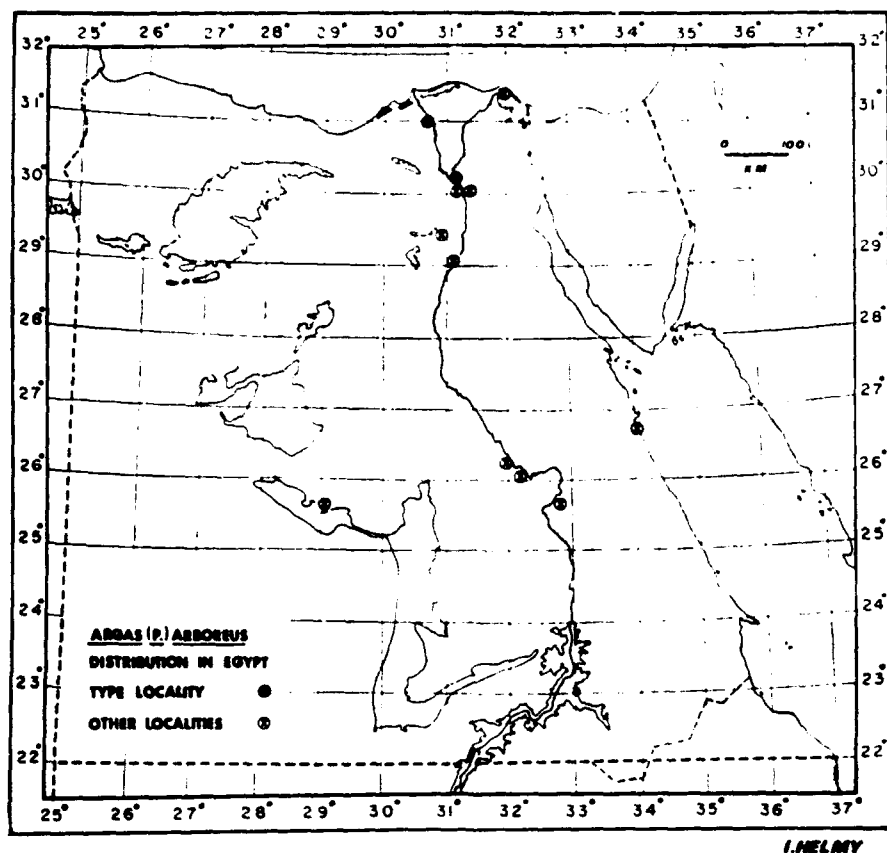 25° 26° 27° 28° 29° 30° 31° 32° 33° 34° 35° 36° 37°
32° 32°
31° 31°
0 100
KM
30° 30°
29° 29°
28° 28°
27° 27°
26° 26°
25° 25°
24° 24°
ARGAS (P.) ARBOREUS
DISTRIBUTION IN EGYPT
23° 23°
TYPE LOCALITY
OTHER LOCALITIES
22° 22°
25° 26° 27° 28° 29° 30° 31° 32° 33° 34° 35° 36° 37°
I.HELMY